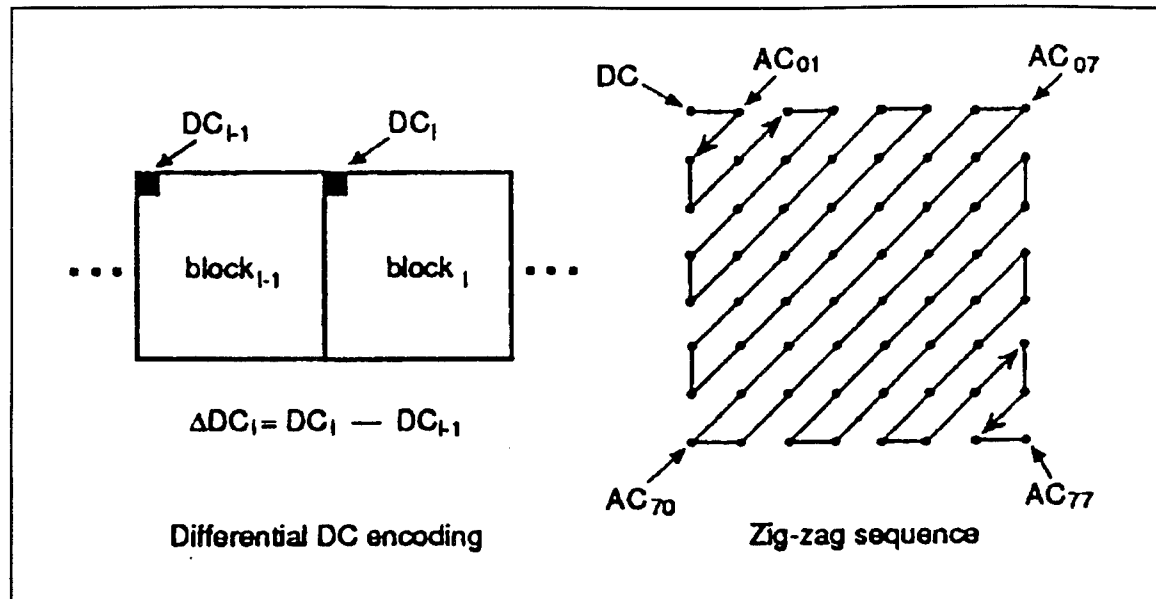 DC AC₀₁ AC₀₇
DCᵢ₋₁ DCᵢ
... blockᵢ₋₁ blockᵢ ...
ΔDCᵢ = DCᵢ — DCᵢ₋₁
AC₇₀ AC₇₇
Differential DC encoding Zig-zag sequence